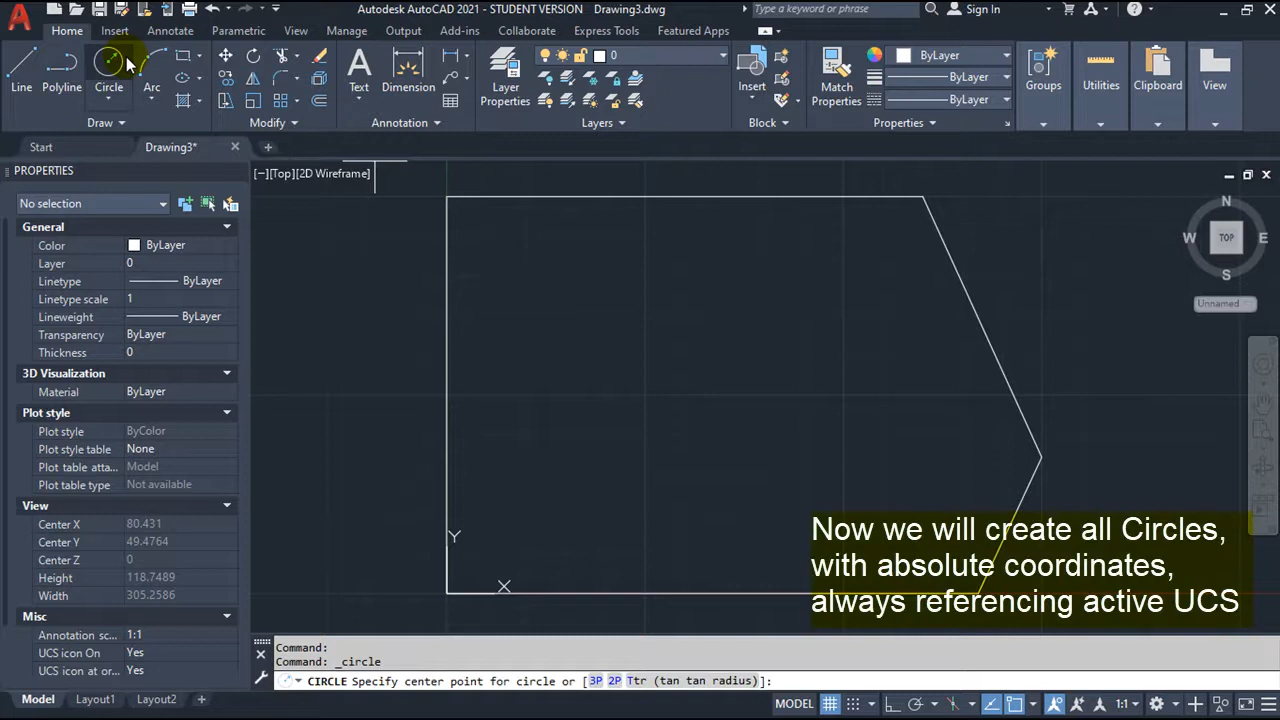 Autodesk AutoCAD 2021 - STUDENT VERSION Drawing3.dwg
Type a keyword or phrase
Sign In
Home Insert Annotate Parametric View Manage Output Add-ins Collaborate Express Tools Featured Apps
Line Polyline Circle Arc
Text Dimension
Layer Properties
0
Insert
Match Properties
ByLayer
ByLayer
ByLayer
Groups Utilities Clipboard View
Draw Modify Annotation Layers Block Properties
Start Drawing3*
PROPERTIES
[−][Top][2D Wireframe]
No selection
General
Color ByLayer
Layer 0
Linetype ByLayer
Linetype scale 1
Lineweight ByLayer
Transparency ByLayer
Thickness 0
3D Visualization
Material ByLayer
Plot style
Plot style ByColor
Plot style table None
Plot table atta... Model
Plot table type Not available
View
Center X 80.431
Center Y 49.4764
Center Z 0
Height 118.7489
Width 305.2586
Misc
Annotation sc... 1:1
UCS icon On Yes
UCS icon at or... Yes
N
W TOP E
S
Unnamed
Y
X
Now we will create all Circles,
with absolute coordinates,
always referencing active UCS
Command:
Command: _circle
CIRCLE Specify center point for circle or [3P 2P Ttr (tan tan radius)]:
Model Layout1 Layout2
MODEL 1:1